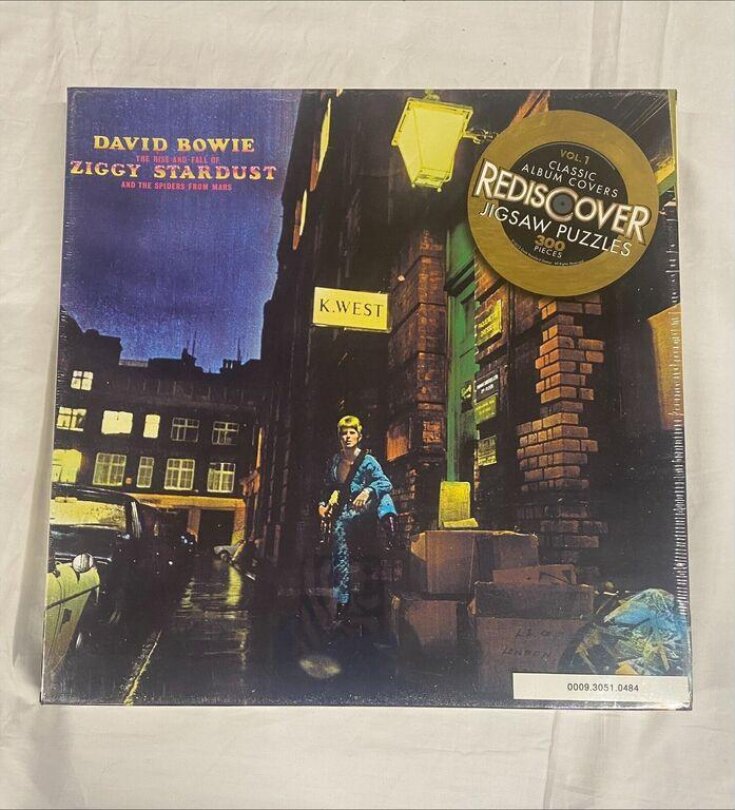 DAVID BOWIE
THE RISE AND FALL OF
ZIGGY STARDUST
AND THE SPIDERS FROM MARS
VOL. 1
CLASSIC
ALBUM COVERS
REDISCOVER
JIGSAW PUZZLES
300
PIECES
K.WEST
LONDON
0009.3051.0484